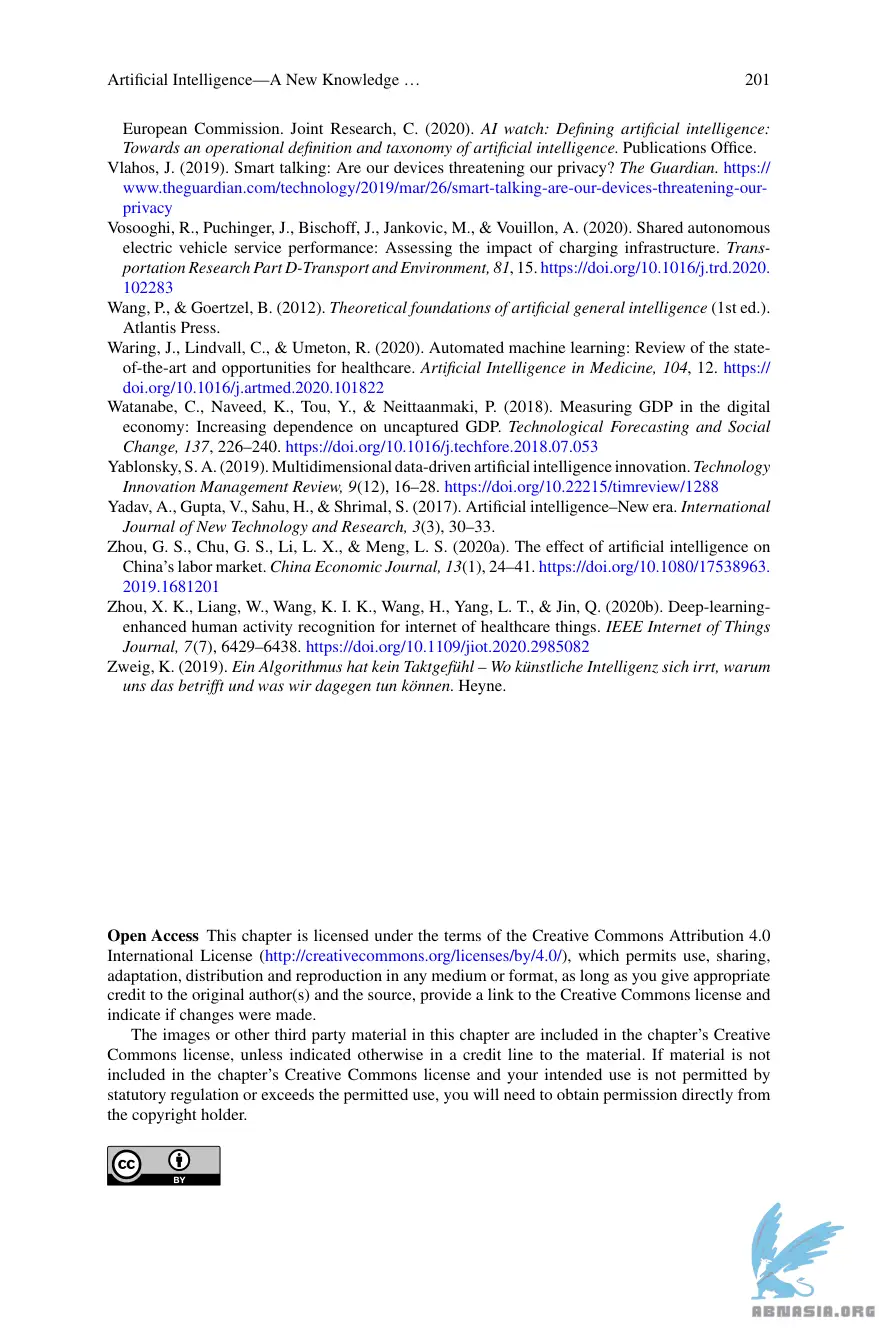 Artificial Intelligence—A New Knowledge … 201
European Commission. Joint Research, C. (2020). AI watch: Defining artificial intelligence:
Towards an operational definition and taxonomy of artificial intelligence. Publications Office.
Vlahos, J. (2019). Smart talking: Are our devices threatening our privacy? The Guardian. https://
www.theguardian.com/technology/2019/mar/26/smart-talking-are-our-devices-threatening-our-
privacy
Vosooghi, R., Puchinger, J., Bischoff, J., Jankovic, M., & Vouillon, A. (2020). Shared autonomous
electric vehicle service performance: Assessing the impact of charging infrastructure. Trans-
portation Research Part D-Transport and Environment, 81, 15. https://doi.org/10.1016/j.trd.2020.
102283
Wang, P., & Goertzel, B. (2012). Theoretical foundations of artificial general intelligence (1st ed.).
Atlantis Press.
Waring, J., Lindvall, C., & Umeton, R. (2020). Automated machine learning: Review of the state-
of-the-art and opportunities for healthcare. Artificial Intelligence in Medicine, 104, 12. https://
doi.org/10.1016/j.artmed.2020.101822
Watanabe, C., Naveed, K., Tou, Y., & Neittaanmaki, P. (2018). Measuring GDP in the digital
economy: Increasing dependence on uncaptured GDP. Technological Forecasting and Social
Change, 137, 226–240. https://doi.org/10.1016/j.techfore.2018.07.053
Yablonsky, S. A. (2019). Multidimensional data-driven artificial intelligence innovation. Technology
Innovation Management Review, 9(12), 16–28. https://doi.org/10.22215/timreview/1288
Yadav, A., Gupta, V., Sahu, H., & Shrimal, S. (2017). Artificial intelligence–New era. International
Journal of New Technology and Research, 3(3), 30–33.
Zhou, G. S., Chu, G. S., Li, L. X., & Meng, L. S. (2020a). The effect of artificial intelligence on
China's labor market. China Economic Journal, 13(1), 24–41. https://doi.org/10.1080/17538963.
2019.1681201
Zhou, X. K., Liang, W., Wang, K. I. K., Wang, H., Yang, L. T., & Jin, Q. (2020b). Deep-learning-
enhanced human activity recognition for internet of healthcare things. IEEE Internet of Things
Journal, 7(7), 6429–6438. https://doi.org/10.1109/jiot.2020.2985082
Zweig, K. (2019). Ein Algorithmus hat kein Taktgefühl – Wo künstliche Intelligenz sich irrt, warum
uns das betrifft und was wir dagegen tun können. Heyne.
Open Access This chapter is licensed under the terms of the Creative Commons Attribution 4.0
International License (http://creativecommons.org/licenses/by/4.0/), which permits use, sharing,
adaptation, distribution and reproduction in any medium or format, as long as you give appropriate
credit to the original author(s) and the source, provide a link to the Creative Commons license and
indicate if changes were made.
The images or other third party material in this chapter are included in the chapter's Creative
Commons license, unless indicated otherwise in a credit line to the material. If material is not
included in the chapter's Creative Commons license and your intended use is not permitted by
statutory regulation or exceeds the permitted use, you will need to obtain permission directly from
the copyright holder.
cc
BY
ABNASIA.ORG